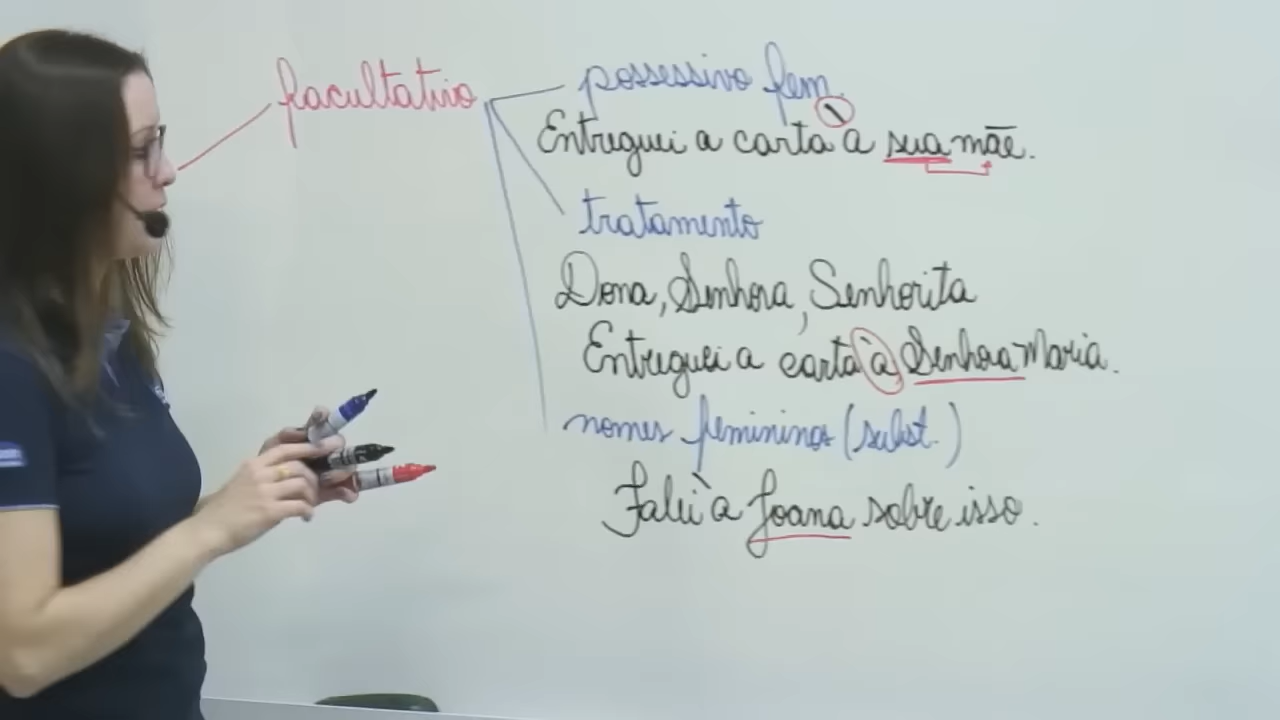 facultativo
possessivo fem.
Entreguei a carta à sua mãe.
tratamento
Dona, Senhora, Senhorita
Entreguei a carta à Senhora Maria.
nomes femininos (subst.)
Falei à Joana sobre isso.